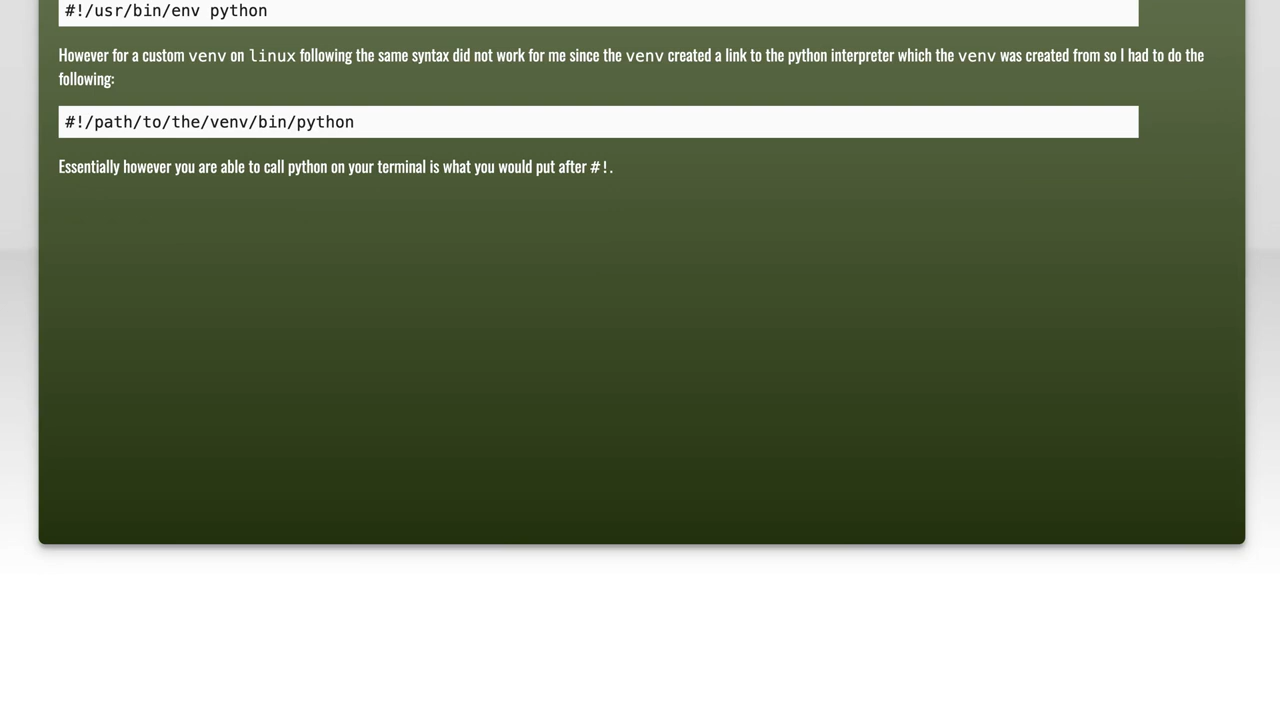 #!/usr/bin/env python
However for a custom venv on linux following the same syntax did not work for me since the venv created a link to the python interpreter which the venv was created from so I had to do the
following:
#!/path/to/the/venv/bin/python
Essentially however you are able to call python on your terminal is what you would put after #!.